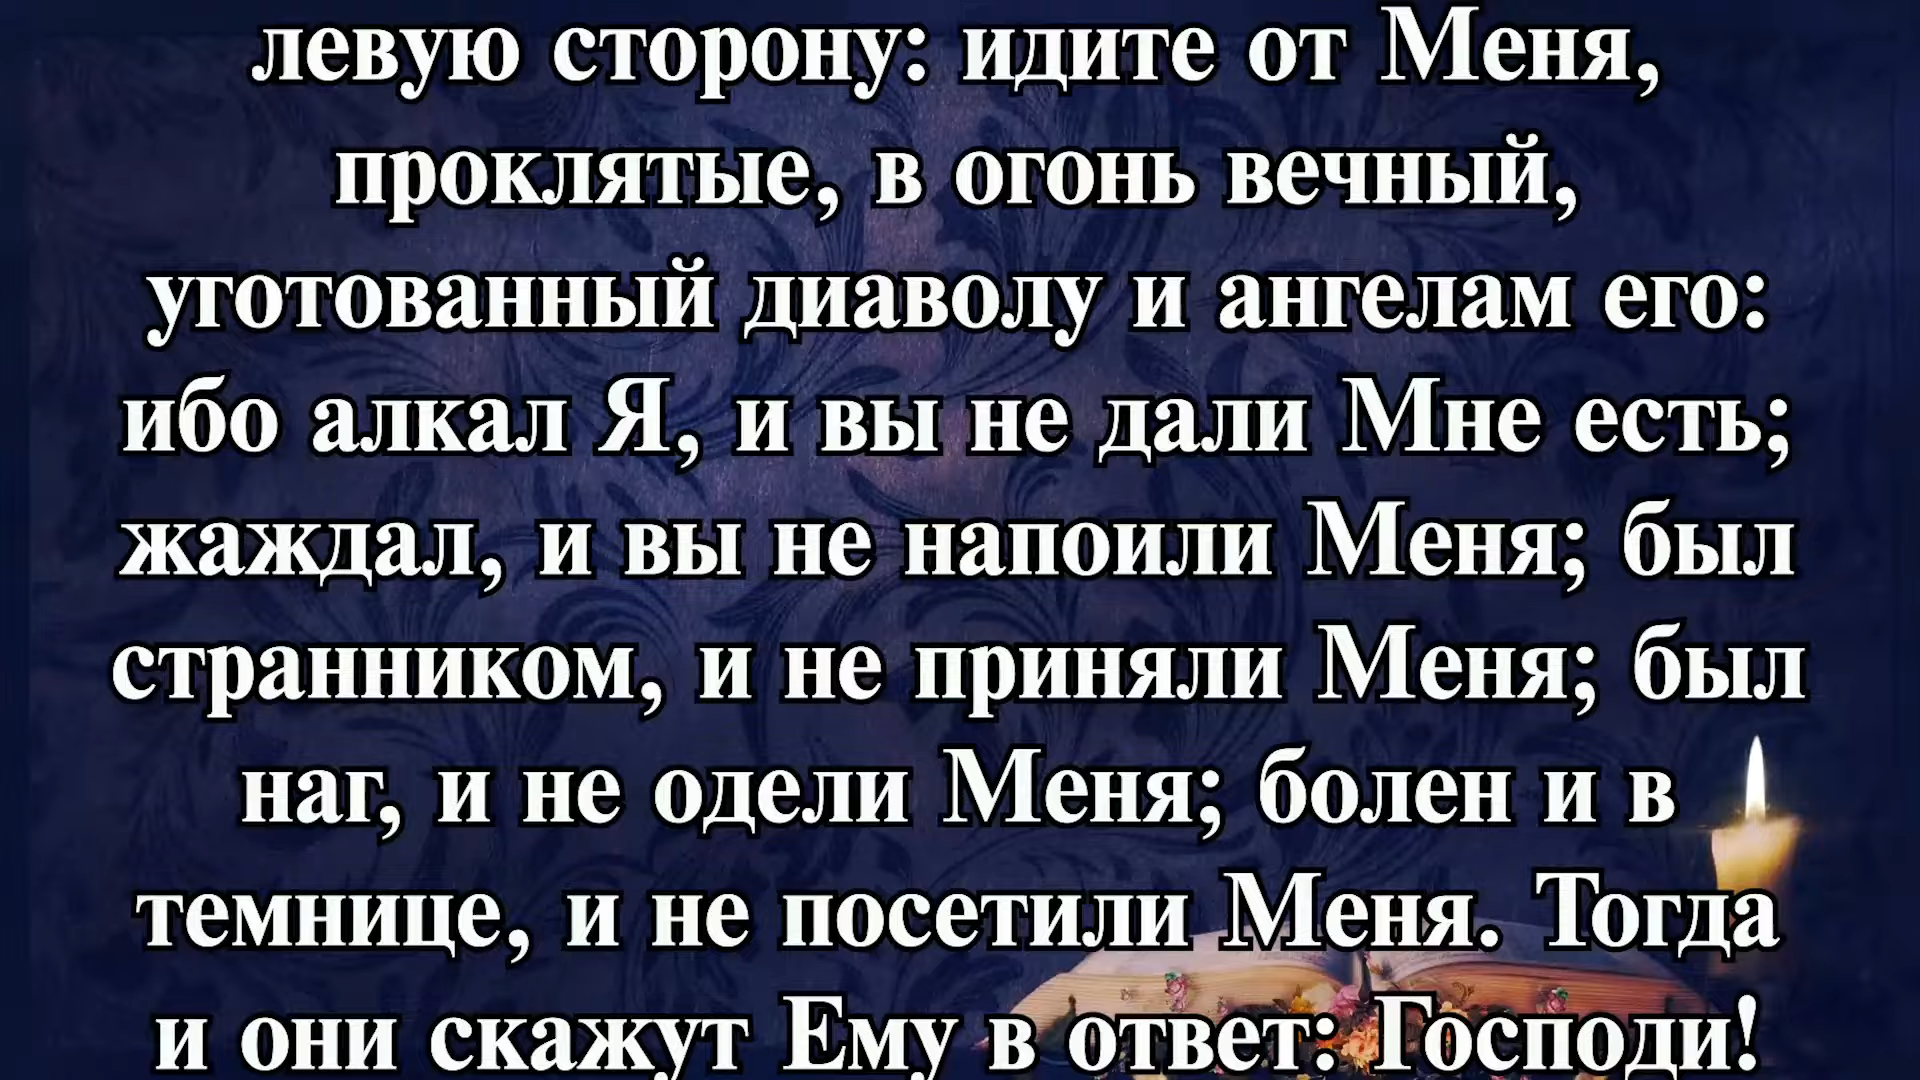 левую сторону: идите от Меня,
проклятые, в огонь вечный,
уготованный диаволу и ангелам его:
ибо алкал Я, и вы не дали Мне есть;
жаждал, и вы не напоили Меня; был
странником, и не приняли Меня; был
наг, и не одели Меня; болен и в
темнице, и не посетили Меня. Тогда
и они скажут Ему в ответ: Господи!